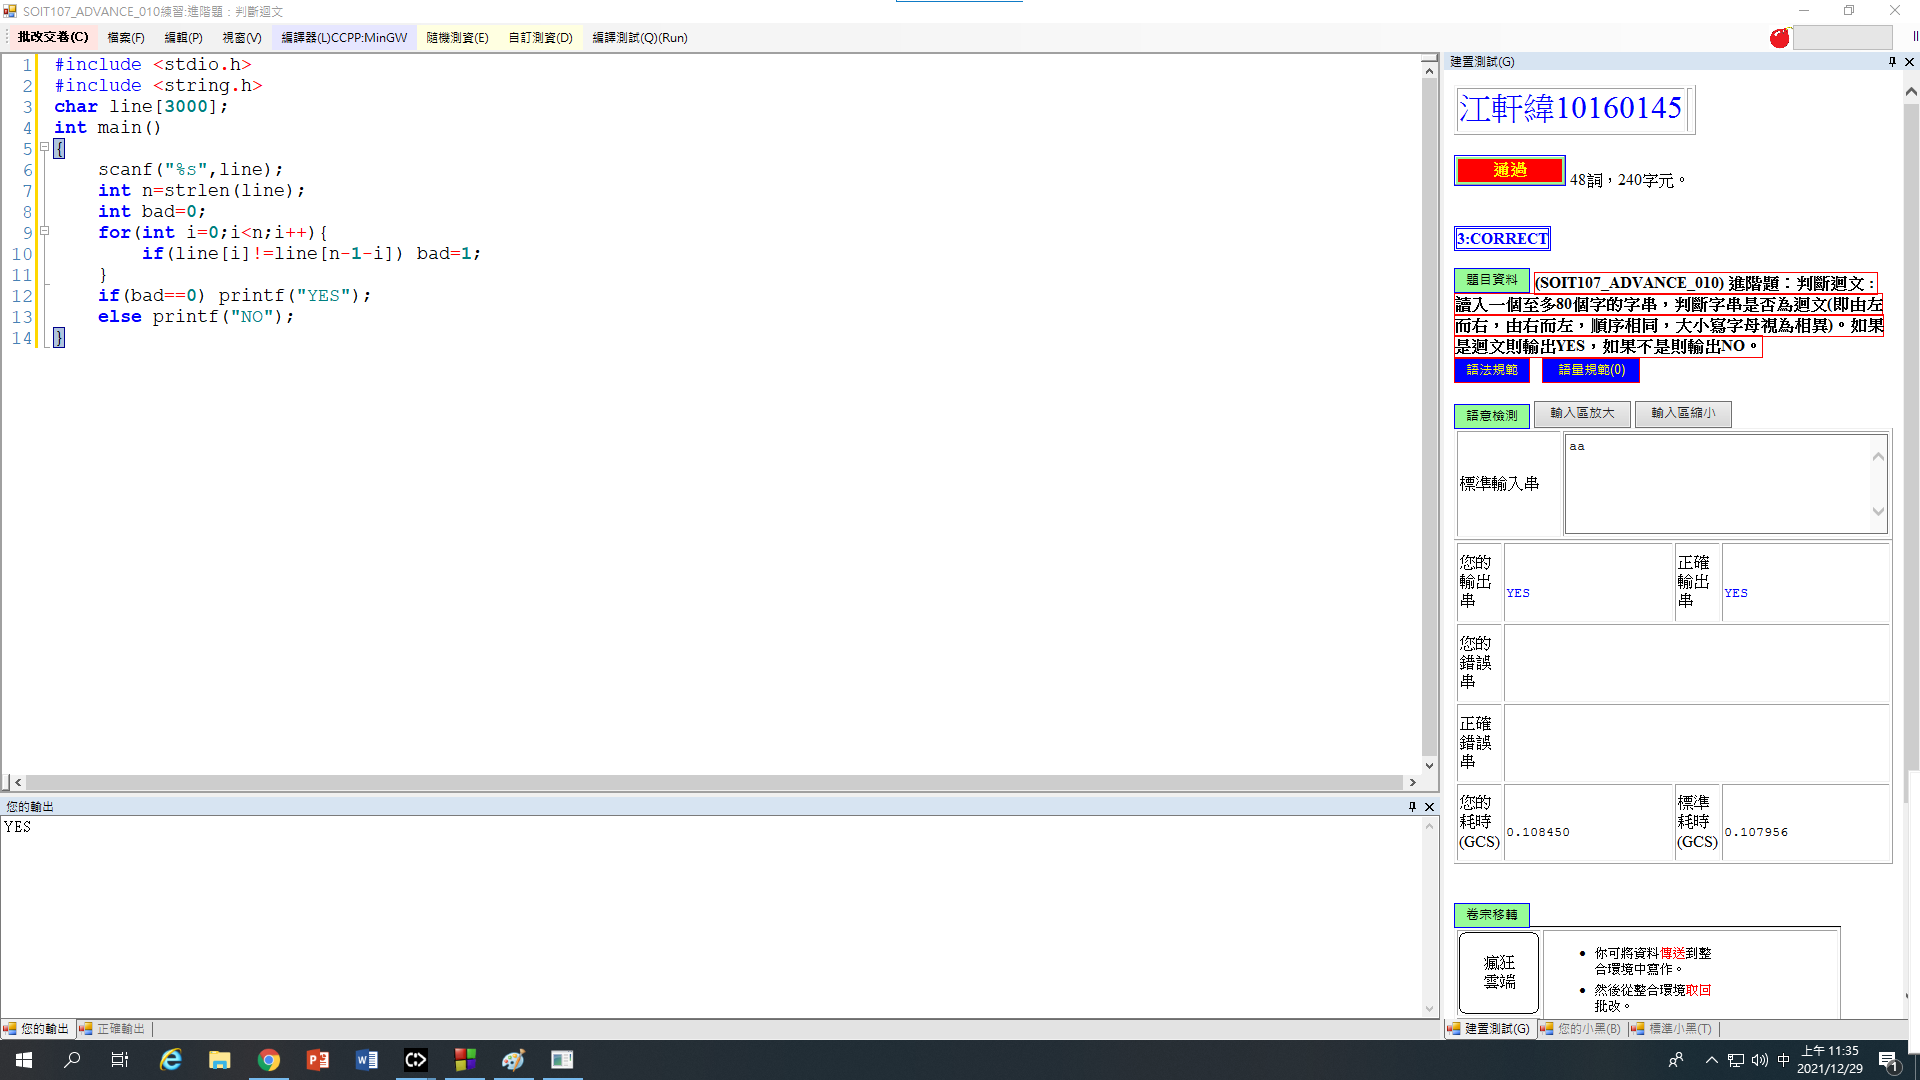 SOIT107_ADVANCE_010練習:進階題：判斷迴文
批改交卷(C) 檔案(F) 編輯(P) 視窗(V) 編譯器(L)CCPP:MinGW 隨機測資(E) 自訂測資(D) 編譯測試(Q)(Run)
1 #include <stdio.h>
2 #include <string.h>
3 char line[3000];
4 int main()
5 {
6 scanf("%s",line);
7 int n=strlen(line);
8 int bad=0;
9 for(int i=0;i<n;i++){
10 if(line[i]!=line[n-1-i]) bad=1;
11 }
12 if(bad==0) printf("YES");
13 else printf("NO");
14 }
您的輸出
YES
您的輸出 正確輸出
建置測試(G)
江軒緯10160145
通過 48詞，240字元。
3:CORRECT
題目資料 (SOIT107_ADVANCE_010) 進階題：判斷迴文：
讀入一個至多80個字的字串，判斷字串是否為迴文(即由左
而右，由右而左，順序相同，大小寫字母視為相異)。如果
是迴文則輸出YES，如果不是則輸出NO。
語法規範 語量規範(0)
語意檢測 輸入區放大 輸入區縮小
標準輸入串 aa
您的
輸出
串
YES
正確
輸出
串
YES
您的
錯誤
串
正確
錯誤
串
您的
耗時
(GCS)
0.108450
標準
耗時
(GCS)
0.107956
卷宗移轉
瘋狂
雲端
• 你可將資料傳送到整
合環境中寫作。
• 然後從整合環境取回
批改。
建置測試(G) 您的小黑(B) 標準小黑(T)
中 上午 11:35
2021/12/29
1